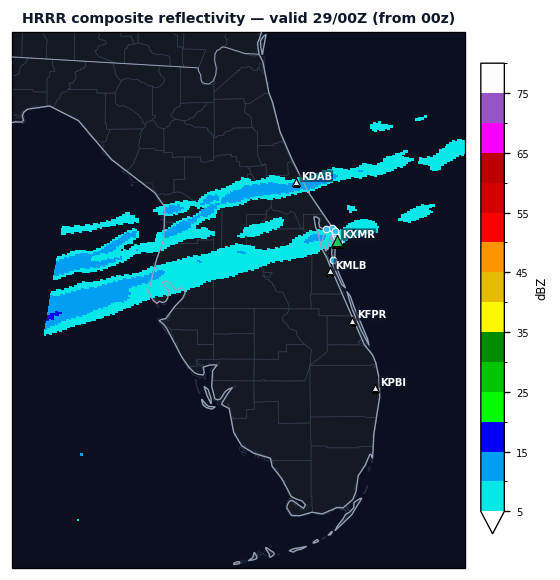 HRRR composite reflectivity — valid 29/00Z (from 00z)
KDAB
KXMR
KMLB
KFPR
KPBI
75
65
55
45
35
25
15
5
dBZ